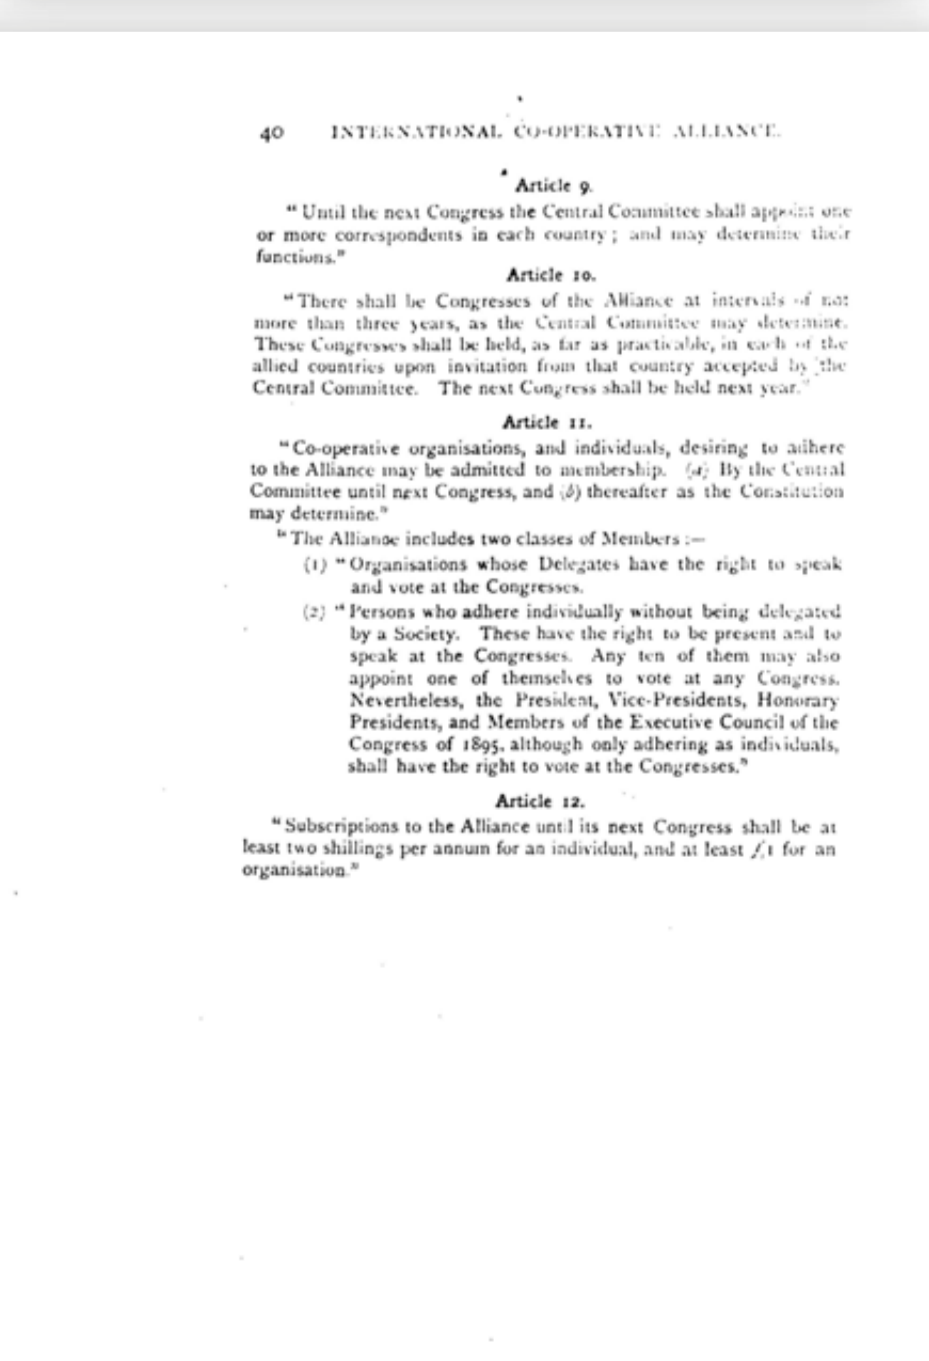 40 INTERNATIONAL CO-OPERATIVE ALLIANCE.
Article 9.
“ Until the next Congress the Central Committee shall appoint one
or more correspondents in each country ; and may determine their
functions.”
Article 10.
“ There shall be Congresses of the Alliance at intervals of not
more than three years, as the Central Committee may determine.
These Congresses shall be held, as far as practicable, in each of the
allied countries upon invitation from that country accepted by the
Central Committee. The next Congress shall be held next year.”
Article 11.
“ Co-operative organisations, and individuals, desiring to adhere
to the Alliance may be admitted to membership. (a) By the Central
Committee until next Congress, and (b) thereafter as the Constitution
may determine.”
“ The Alliance includes two classes of Members :—
(1) “ Organisations whose Delegates have the right to speak
and vote at the Congresses.
(2) “ Persons who adhere individually without being delegated
by a Society. These have the right to be present and to
speak at the Congresses. Any ten of them may also
appoint one of themselves to vote at any Congress.
Nevertheless, the President, Vice-Presidents, Honorary
Presidents, and Members of the Executive Council of the
Congress of 1895, although only adhering as individuals,
shall have the right to vote at the Congresses.”
Article 12.
“ Subscriptions to the Alliance until its next Congress shall be at
least two shillings per annum for an individual, and at least £1 for an
organisation.”